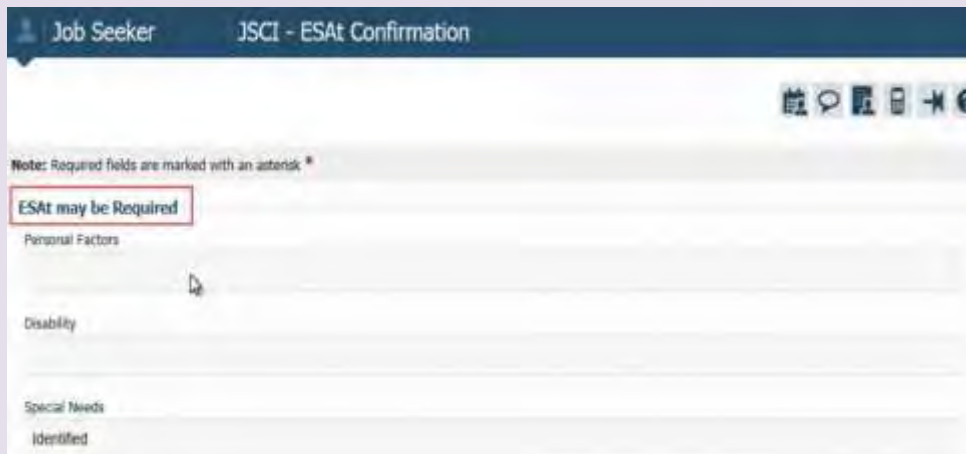 Job Seeker JSCI - ESAt Confirmation
Note: Required fields are marked with an asterisk *
ESAt may be Required
Personal Factors
Disability
Special Needs
Identified